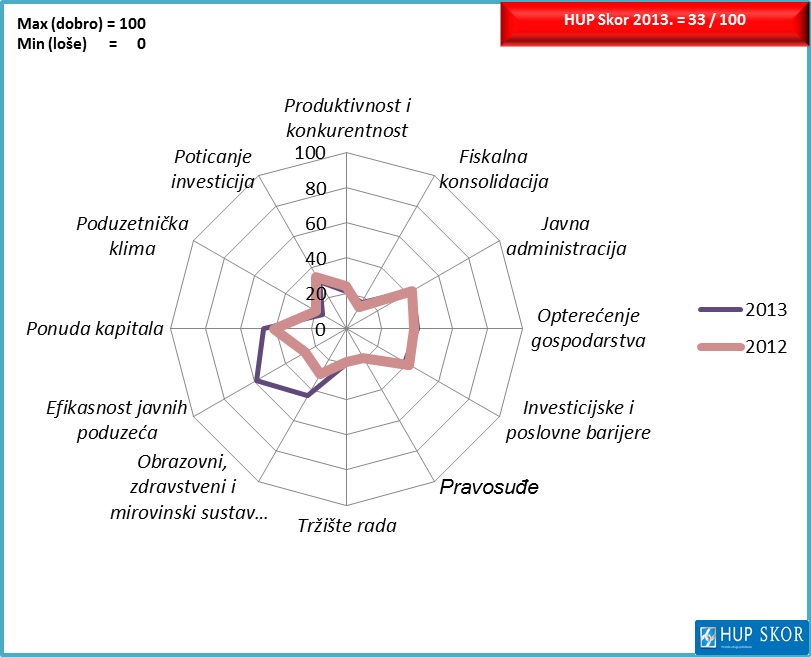 Max (dobro) = 100
Min (loše) = 0
HUP Skor 2013. = 33 / 100
Produktivnost i
konkurentnost
Fiskalna
konsolidacija
Javna
administracija
Opterećenje
gospodarstva
Investicijske i
poslovne barijere
Pravosuđe
Tržište rada
Obrazovni,
zdravstveni i
mirovinski sustav...
Efikasnost javnih
poduzeća
Ponuda kapitala
Poduzetnička
klima
Poticanje
investicija
100
80
60
40
20
0
2013
2012
HUP SKOR